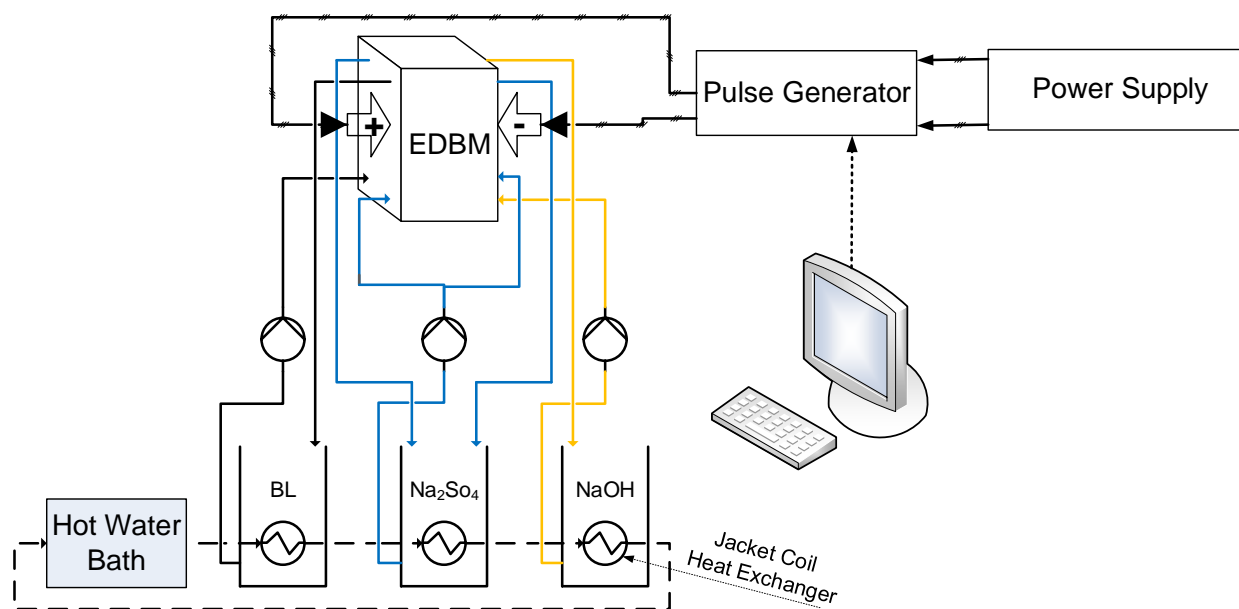 Pulse Generator
Power Supply
+
-
EDBM
BL
Na₂So₄
NaOH
Hot Water
Bath
Jacket Coil
Heat Exchanger